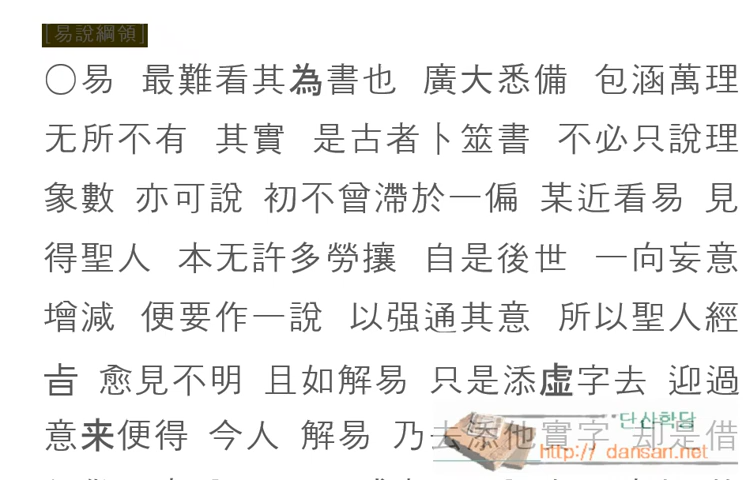 [易說綱領]
〇易 最難看其為書也 廣大悉備 包涵萬理
无所不有 其實 是古者卜筮書 不必只說理
象數 亦可說 初不曾滯於一偏 某近看易 見
得聖人 本无許多勞攘 自是後世 一向妄意
增減 便要作一說 以强通其意 所以聖人經
旨 愈見不明 且如解易 只是添虛字去 迎過
意来便得 今人 解易 乃去添他實字 却是借
단산학당
http:// dansan.net